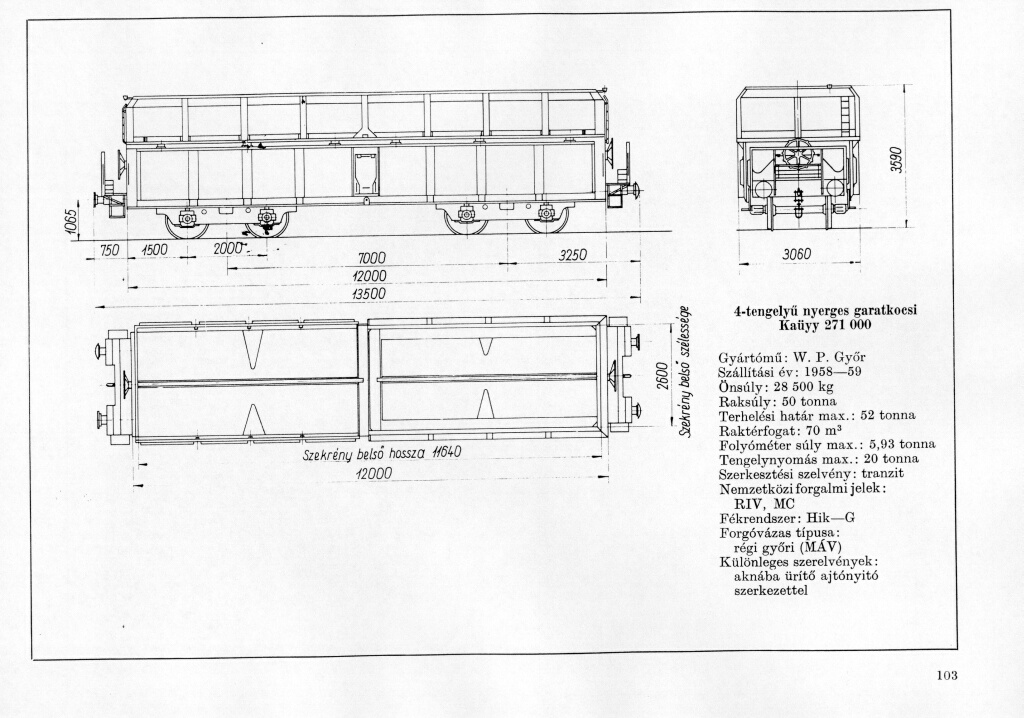 3590
1065
750
1500
2000
7000
3250
3060
12000
13500
4-tengelyű nyerges garatkocsi
Kaüyy 271 000
Gyártómű: W. P. Győr
Szállítási év: 1958—59
Önsúly: 28 500 kg
Raksúly: 50 tonna
Terhelési határ max.: 52 tonna
Raktérfogat: 70 m³
Folyóméter súly max.: 5,93 tonna
Tengelynyomás max.: 20 tonna
Szerkesztési szelvény: tranzit
Nemzetközi forgalmi jelek:
RIV, MC
Fékrendszer: Hik—G
Forgóvázas típusa:
régi győri (MÁV)
Különleges szerelvények:
aknába ürítő ajtónyitó
szerkezettel
2600
Szekrény belső szélessége
Szekrény belső hossza 11640
12000
103